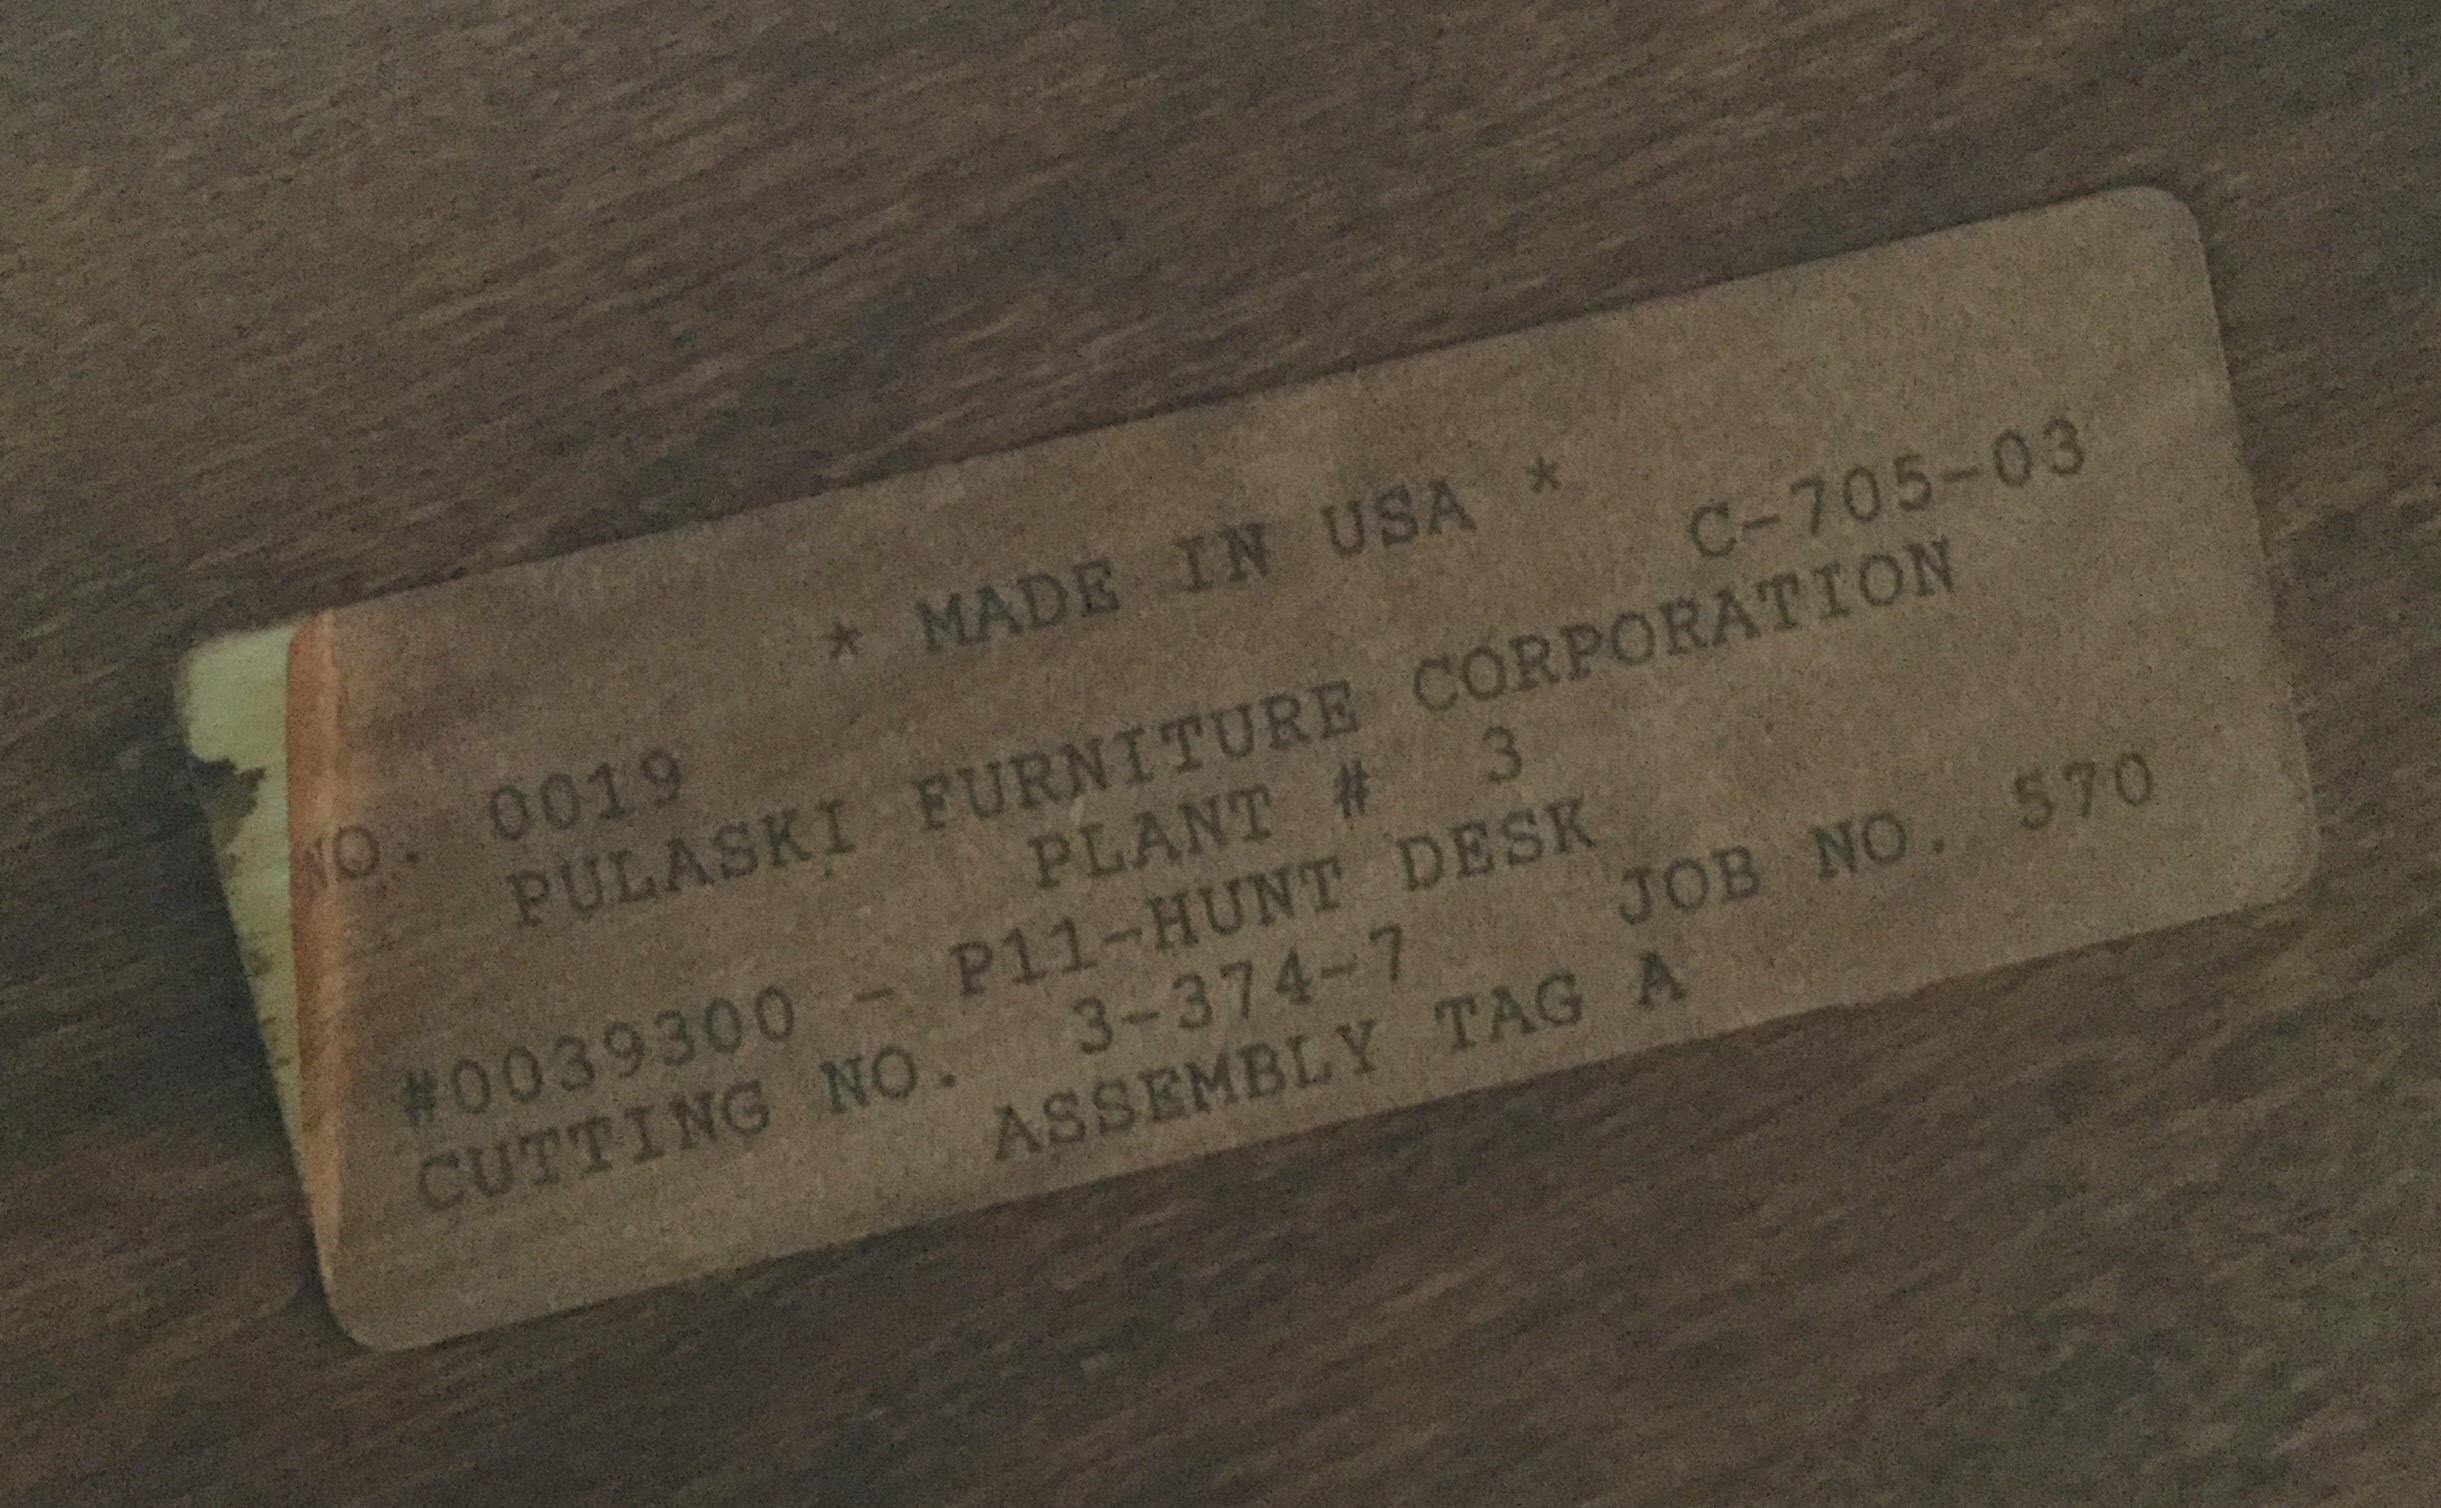 * MADE IN USA *
NO. 0019 C-705-03
PULASKI FURNITURE CORPORATION
PLANT # 3
#0039300 - P11-HUNT DESK
CUTTING NO. 3-374-7 JOB NO. 570
ASSEMBLY TAG A